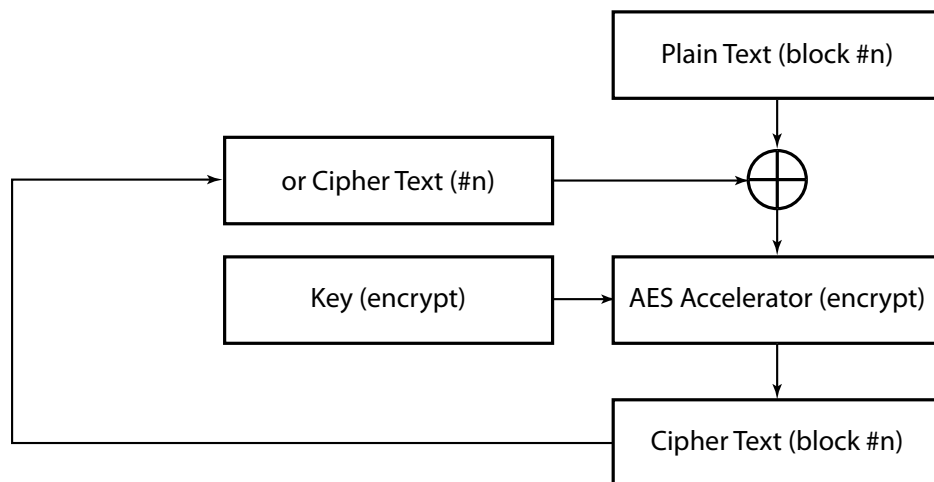 Plain Text (block #n)
or Cipher Text (#n)
Key (encrypt)
AES Accelerator (encrypt)
Cipher Text (block #n)